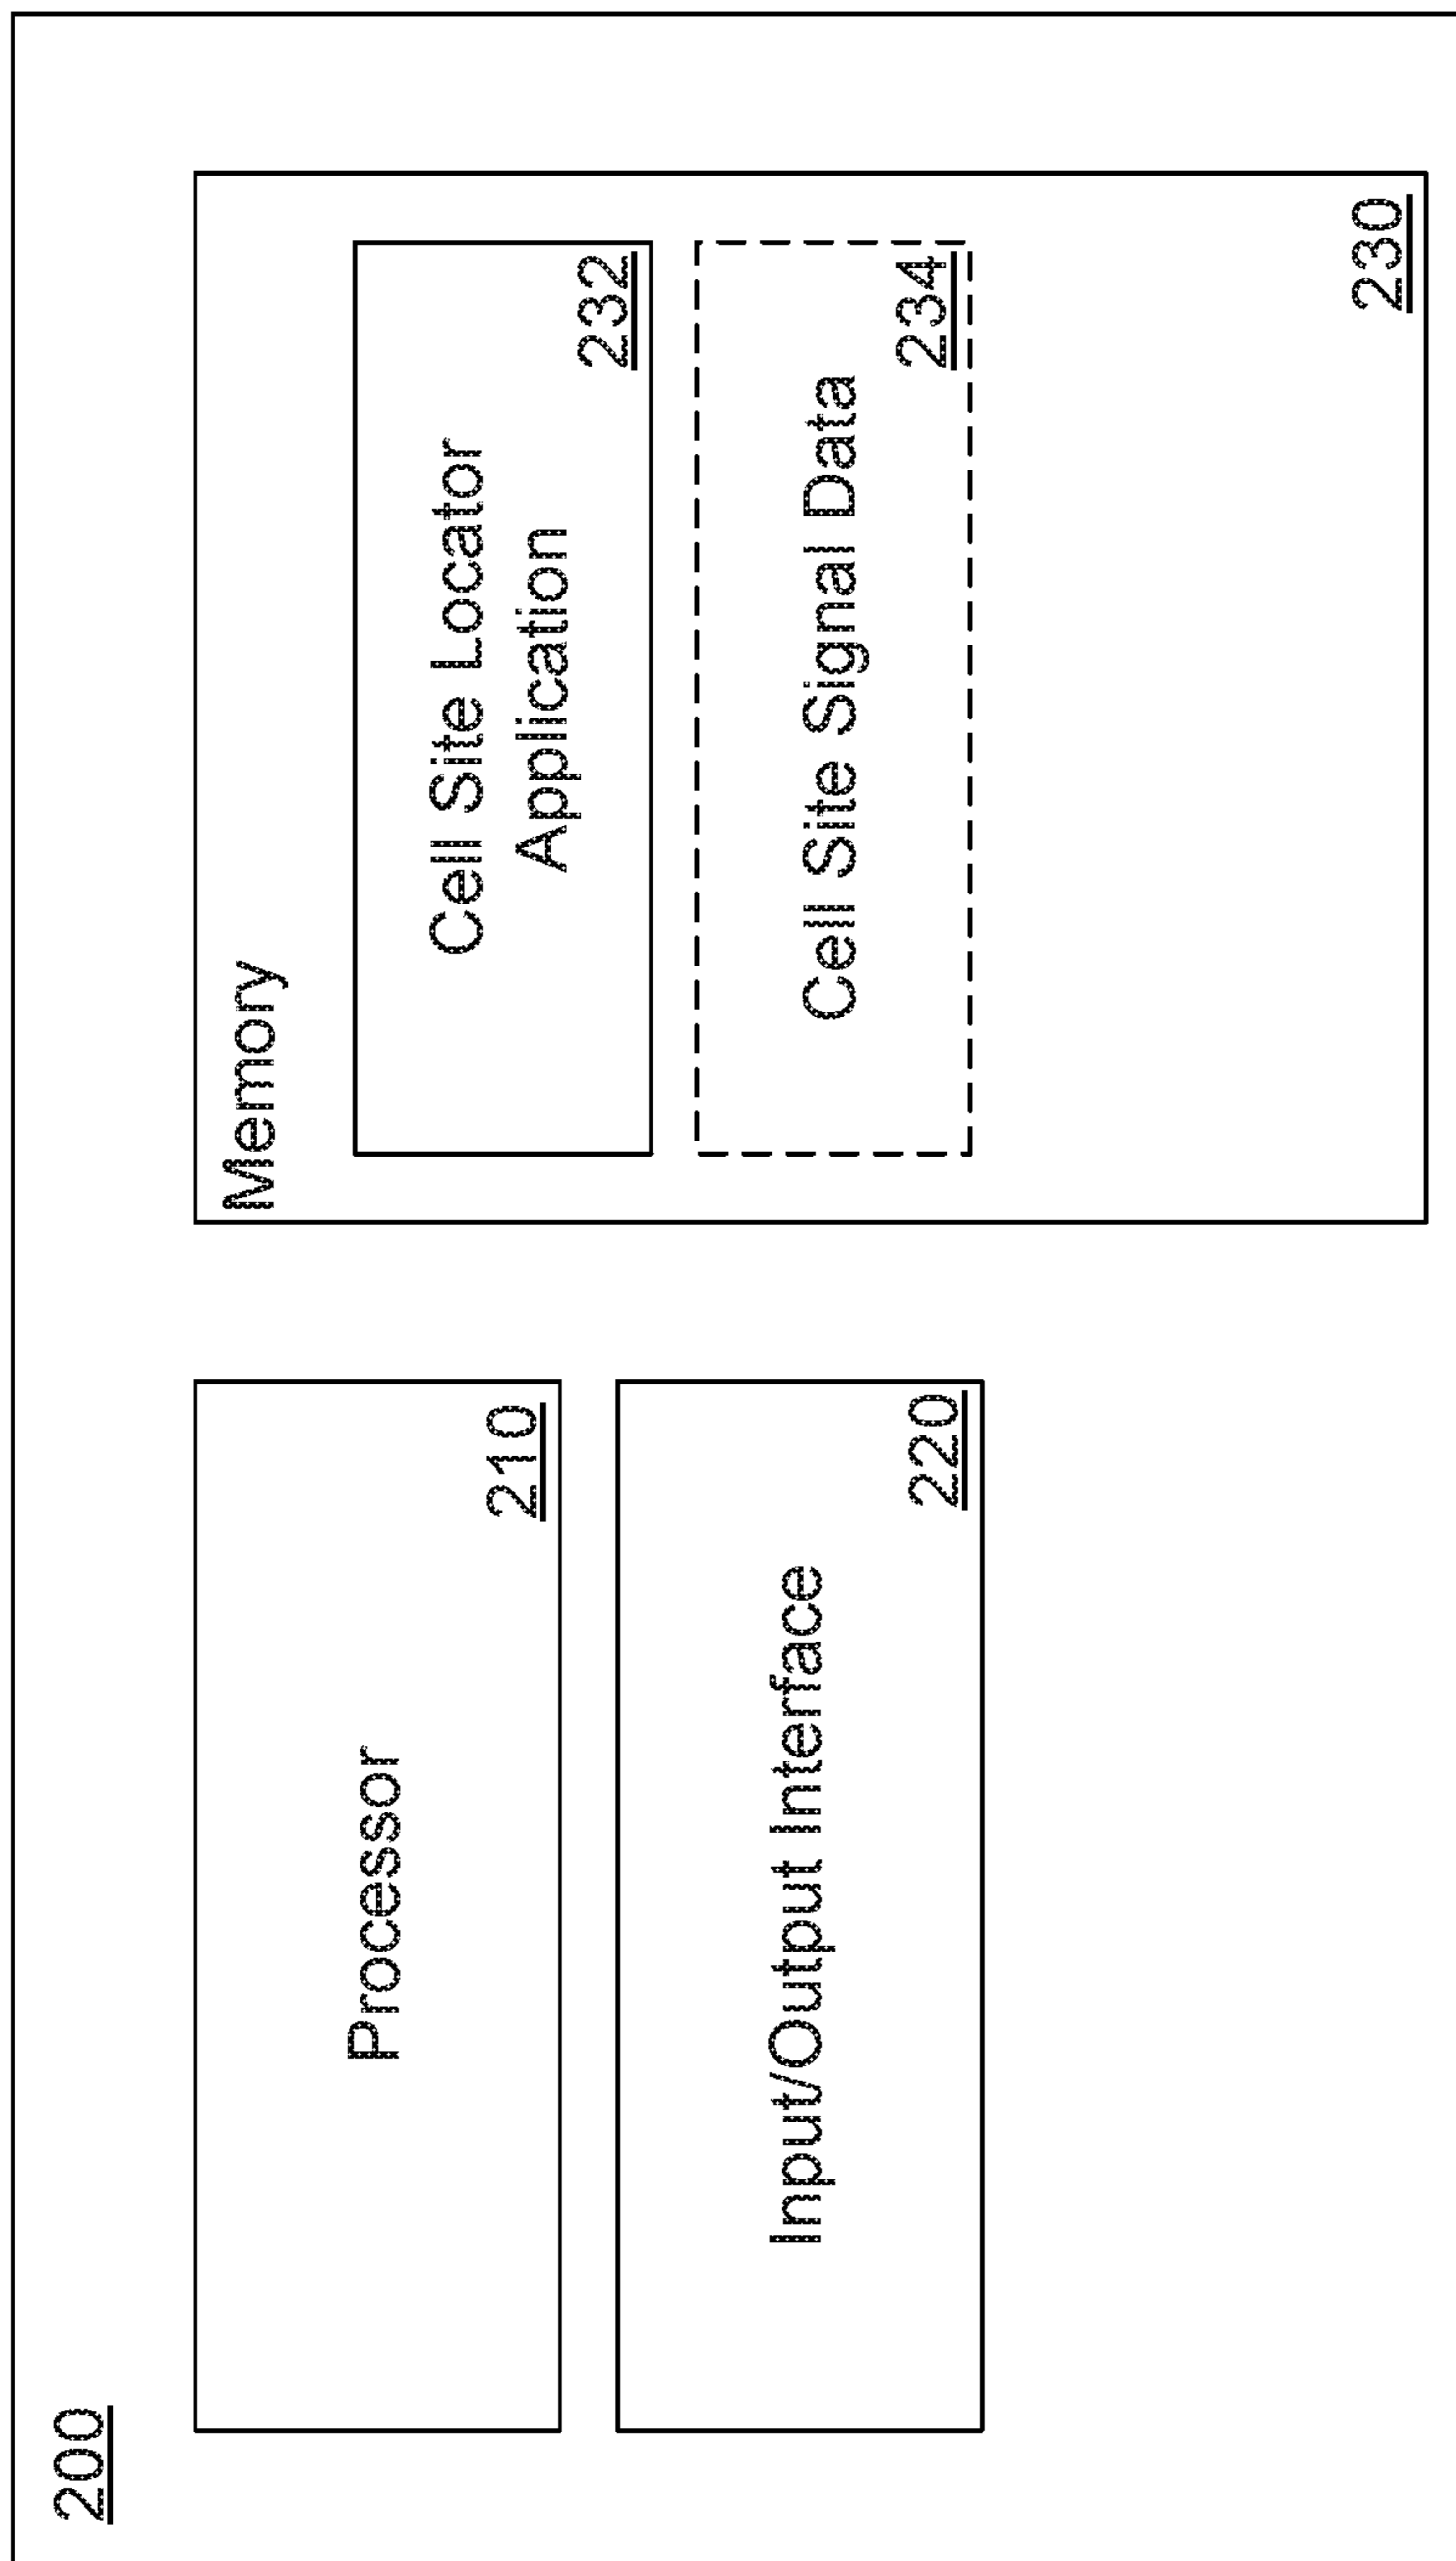 200
Processor
210
Input/Output Interface
220
Memory
Cell Site Locator
Application
232
Cell Site Signal Data
234
230